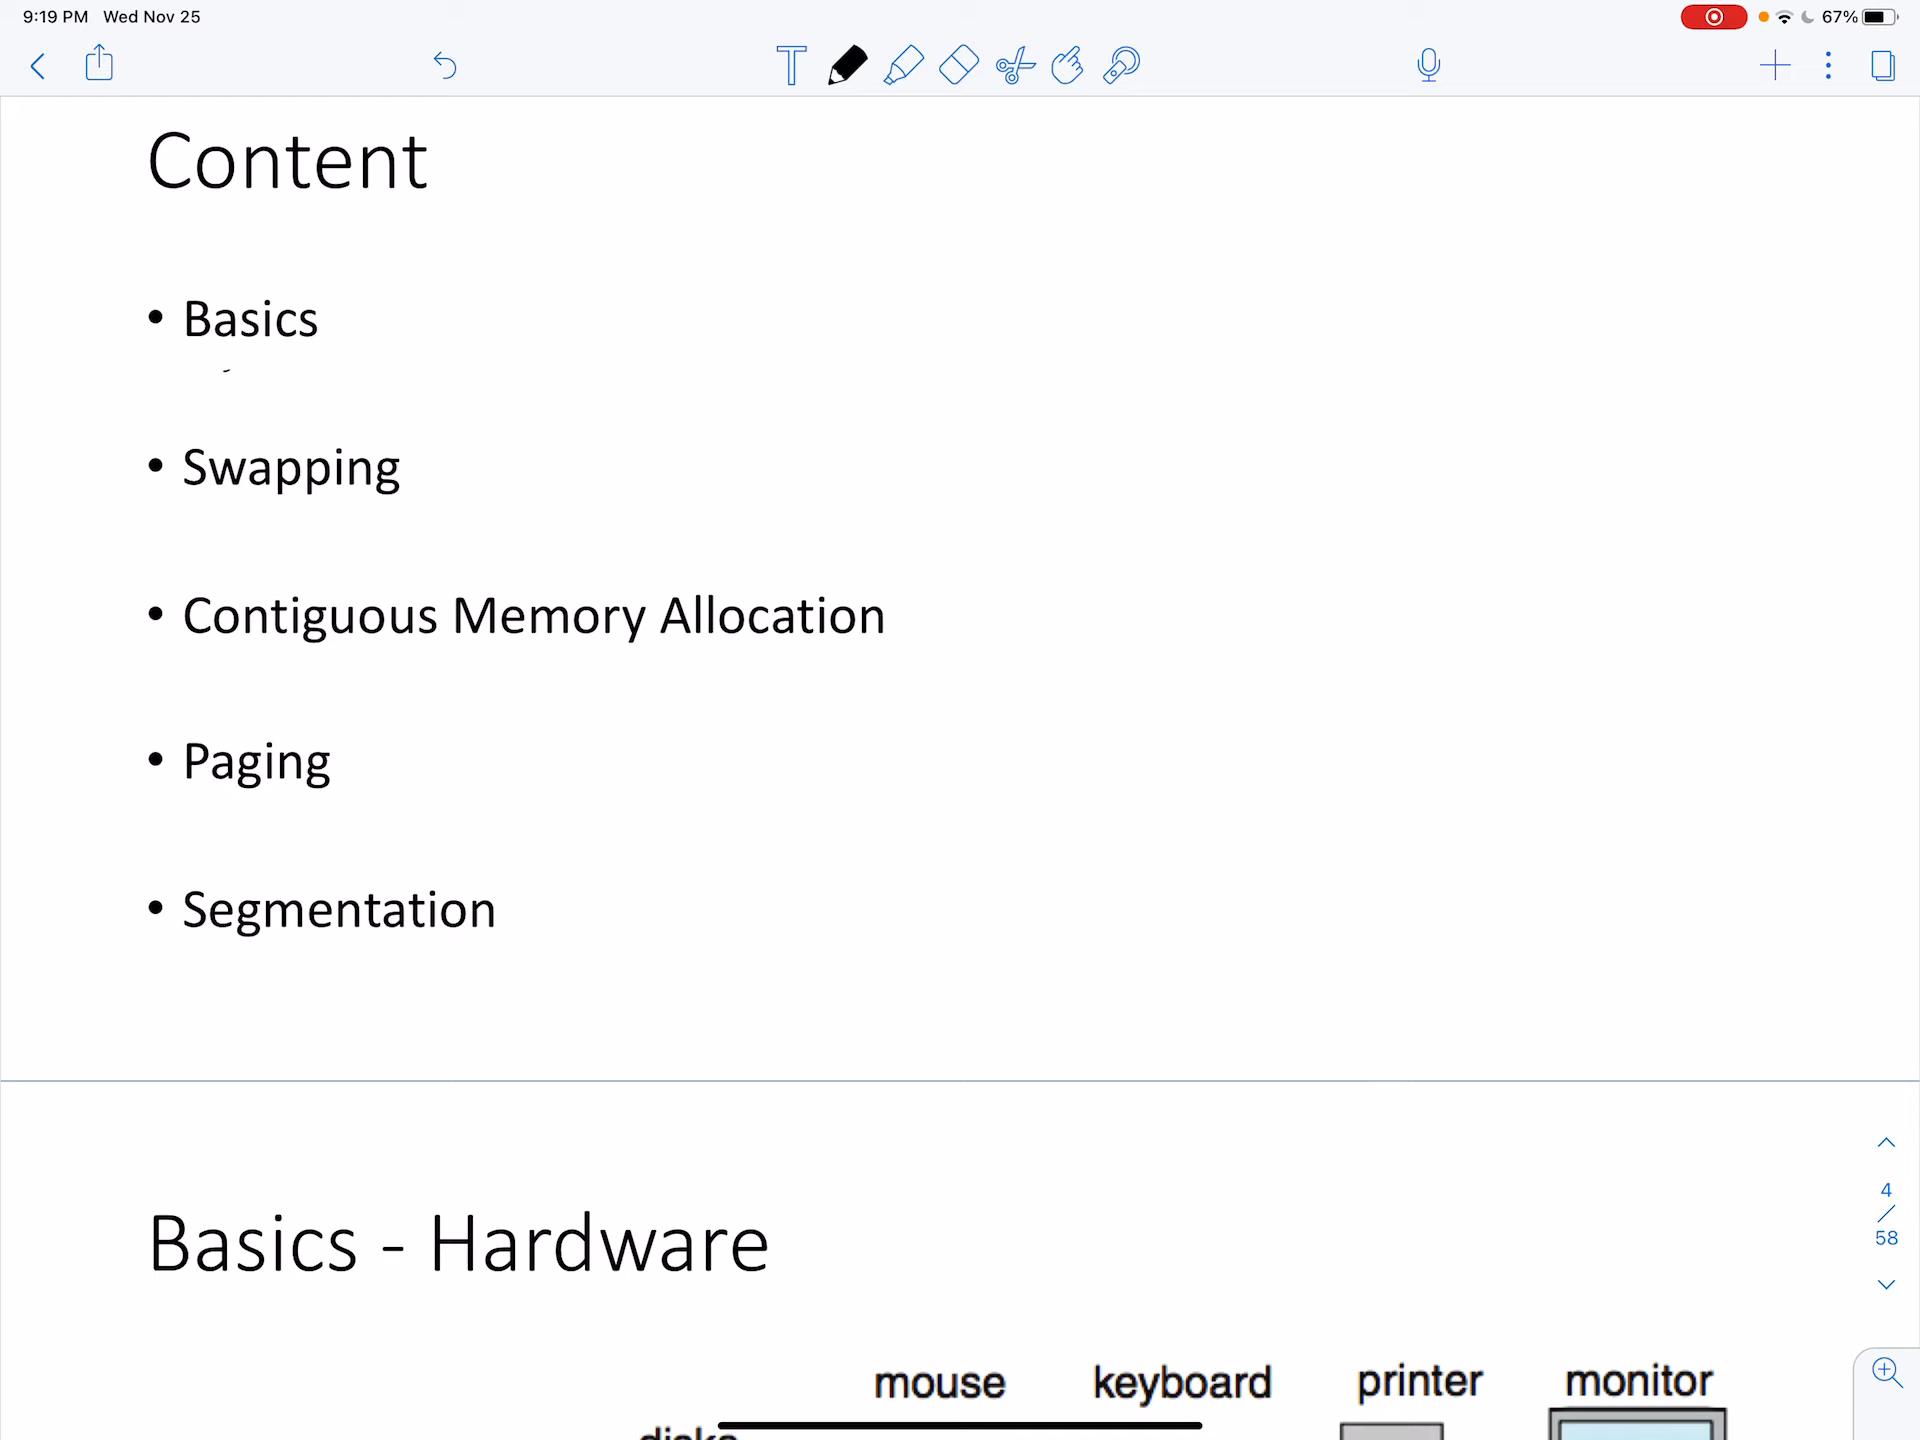 9:19 PM Wed Nov 25
67%
T
Content
• Basics
• Swapping
• Contiguous Memory Allocation
• Paging
• Segmentation
4
/
58
Basics - Hardware
mouse keyboard printer monitor